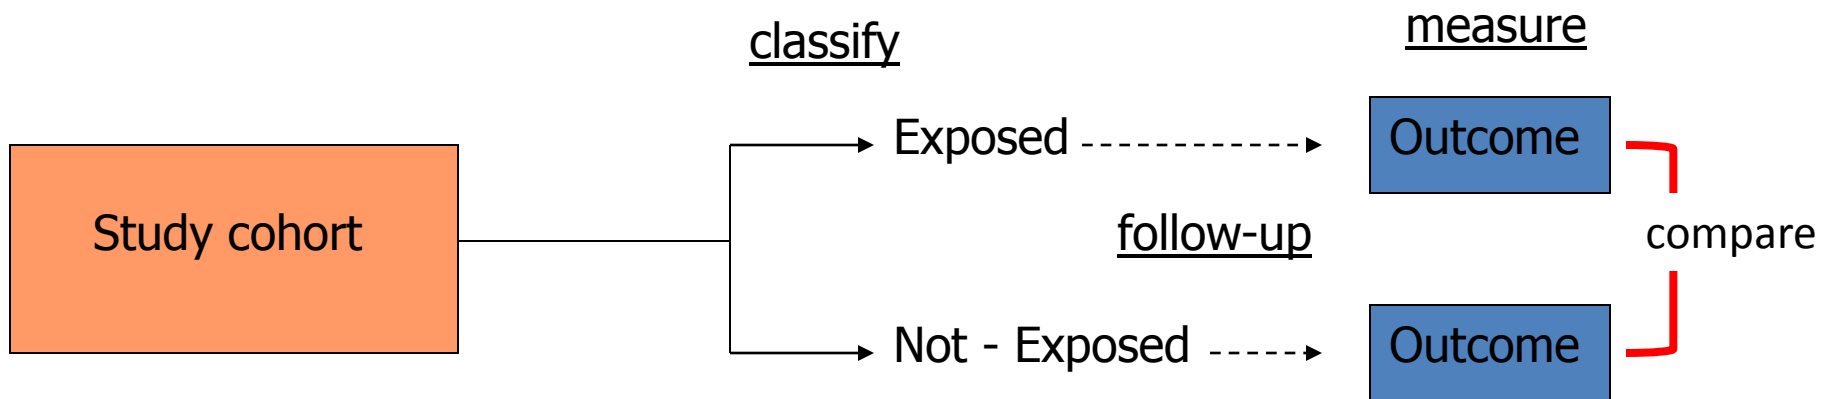 classify
measure
Exposed
Outcome
Study cohort
follow-up
compare
Not - Exposed
Outcome